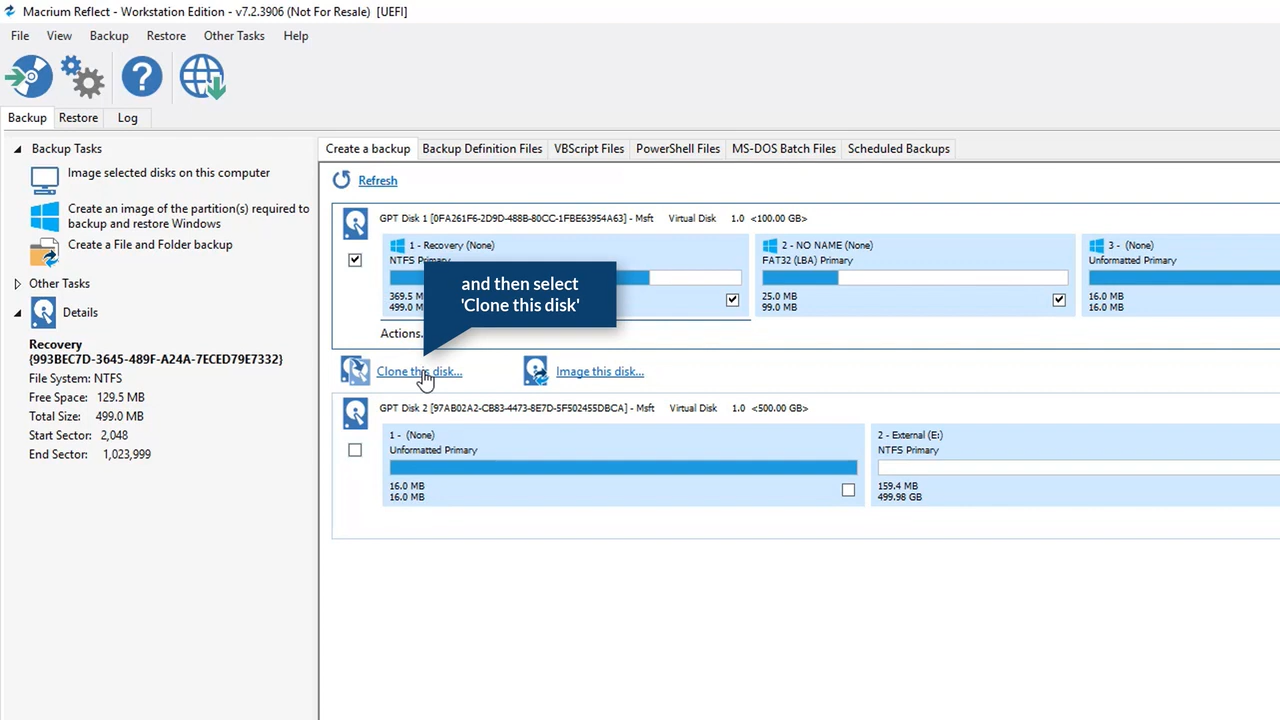 Macrium Reflect - Workstation Edition - v7.2.3906 (Not For Resale) [UEFI]
File View Backup Restore Other Tasks Help
Backup Restore Log
Backup Tasks
Image selected disks on this computer
Create an image of the partition(s) required to
backup and restore Windows
Create a File and Folder backup
Other Tasks
Details
Recovery
{993BEC7D-3645-489F-A24A-7ECED79E7332}
File System: NTFS
Free Space: 129.5 MB
Total Size: 499.0 MB
Start Sector: 2,048
End Sector: 1,023,999
Create a backup Backup Definition Files VBScript Files PowerShell Files MS-DOS Batch Files Scheduled Backups
Refresh
GPT Disk 1 [0FA261F6-2D9D-488B-80CC-1FBE63954A63] - Msft Virtual Disk 1.0 <100.00 GB>
1 - Recovery (None)
NTFS Primary
369.5 M
499.0 M
2 - NO NAME (None)
FAT32 (LBA) Primary
25.0 MB
99.0 MB
3 - (None)
Unformatted Primary
16.0 MB
16.0 MB
and then select
'Clone this disk'
Actions.
Clone this disk... Image this disk...
GPT Disk 2 [97AB02A2-CB83-4473-8E7D-5F502455DBCA] - Msft Virtual Disk 1.0 <500.00 GB>
1 - (None)
Unformatted Primary
16.0 MB
16.0 MB
2 - External (E:)
NTFS Primary
159.4 MB
499.98 GB